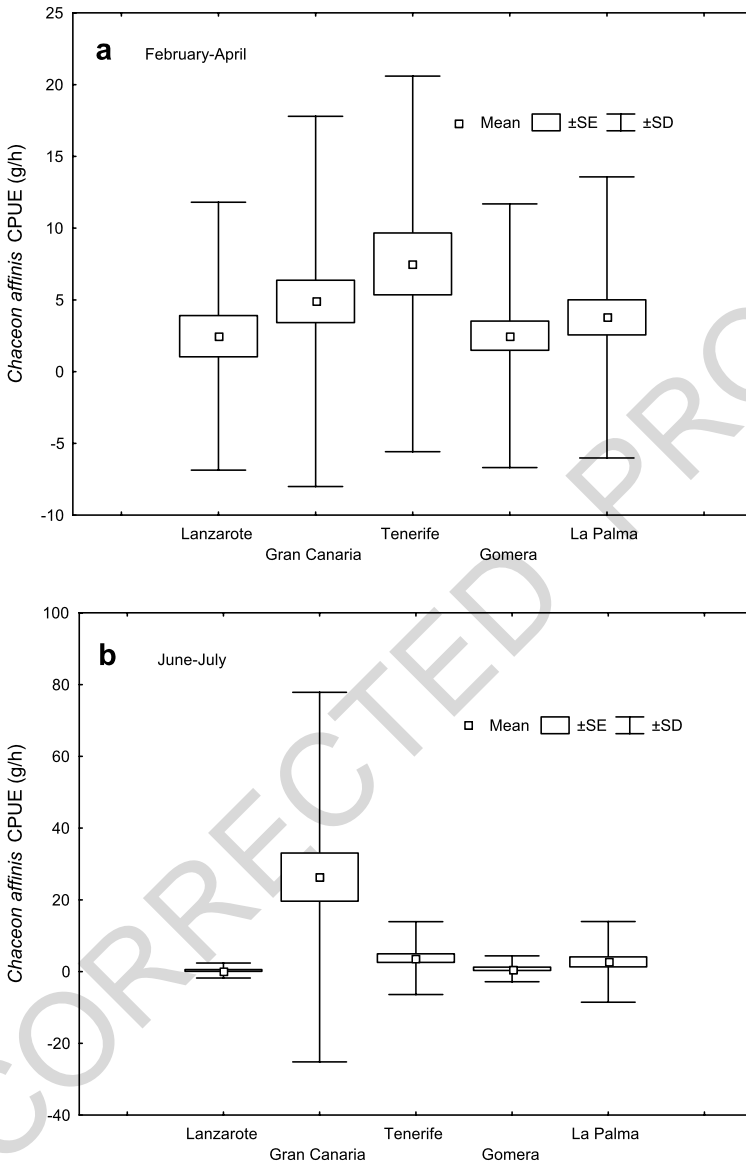 a February-April
Mean ±SE ±SD
Chaceon affinis CPUE (g/h)
25
20
15
10
5
0
-5
-10
Lanzarote Tenerife La Palma
Gran Canaria Gomera
b June-July
Mean ±SE ±SD
Chaceon affinis CPUE (g/h)
100
80
60
40
20
0
-20
-40
Lanzarote Tenerife La Palma
Gran Canaria Gomera
CORRECTED PRO